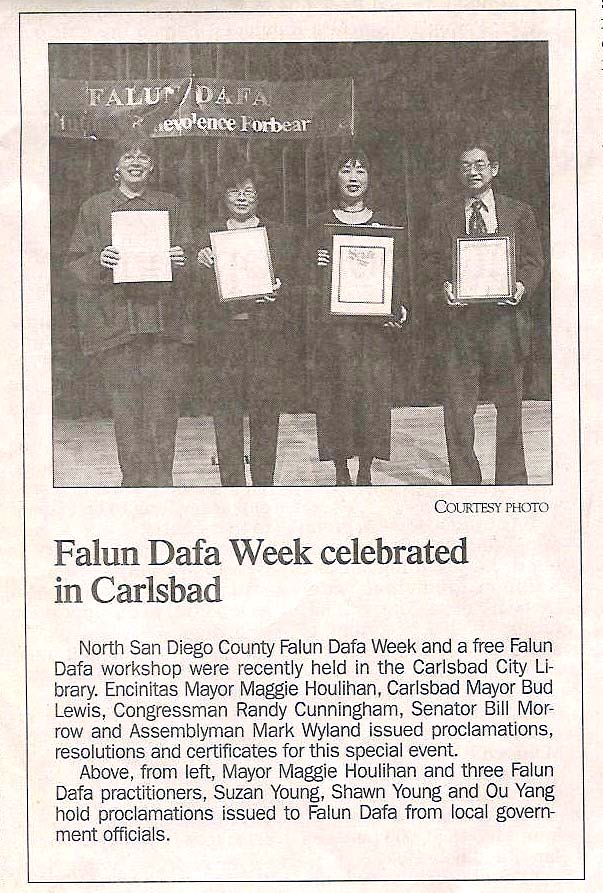 FALUN DAFA
Benevolence Forbear
COURTESY PHOTO
Falun Dafa Week celebrated
in Carlsbad
North San Diego County Falun Dafa Week and a free Falun
Dafa workshop were recently held in the Carlsbad City Li-
brary. Encinitas Mayor Maggie Houlihan, Carlsbad Mayor Bud
Lewis, Congressman Randy Cunningham, Senator Bill Mor-
row and Assemblyman Mark Wyland issued proclamations,
resolutions and certificates for this special event.
Above, from left, Mayor Maggie Houlihan and three Falun
Dafa practitioners, Suzan Young, Shawn Young and Ou Yang
hold proclamations issued to Falun Dafa from local govern-
ment officials.